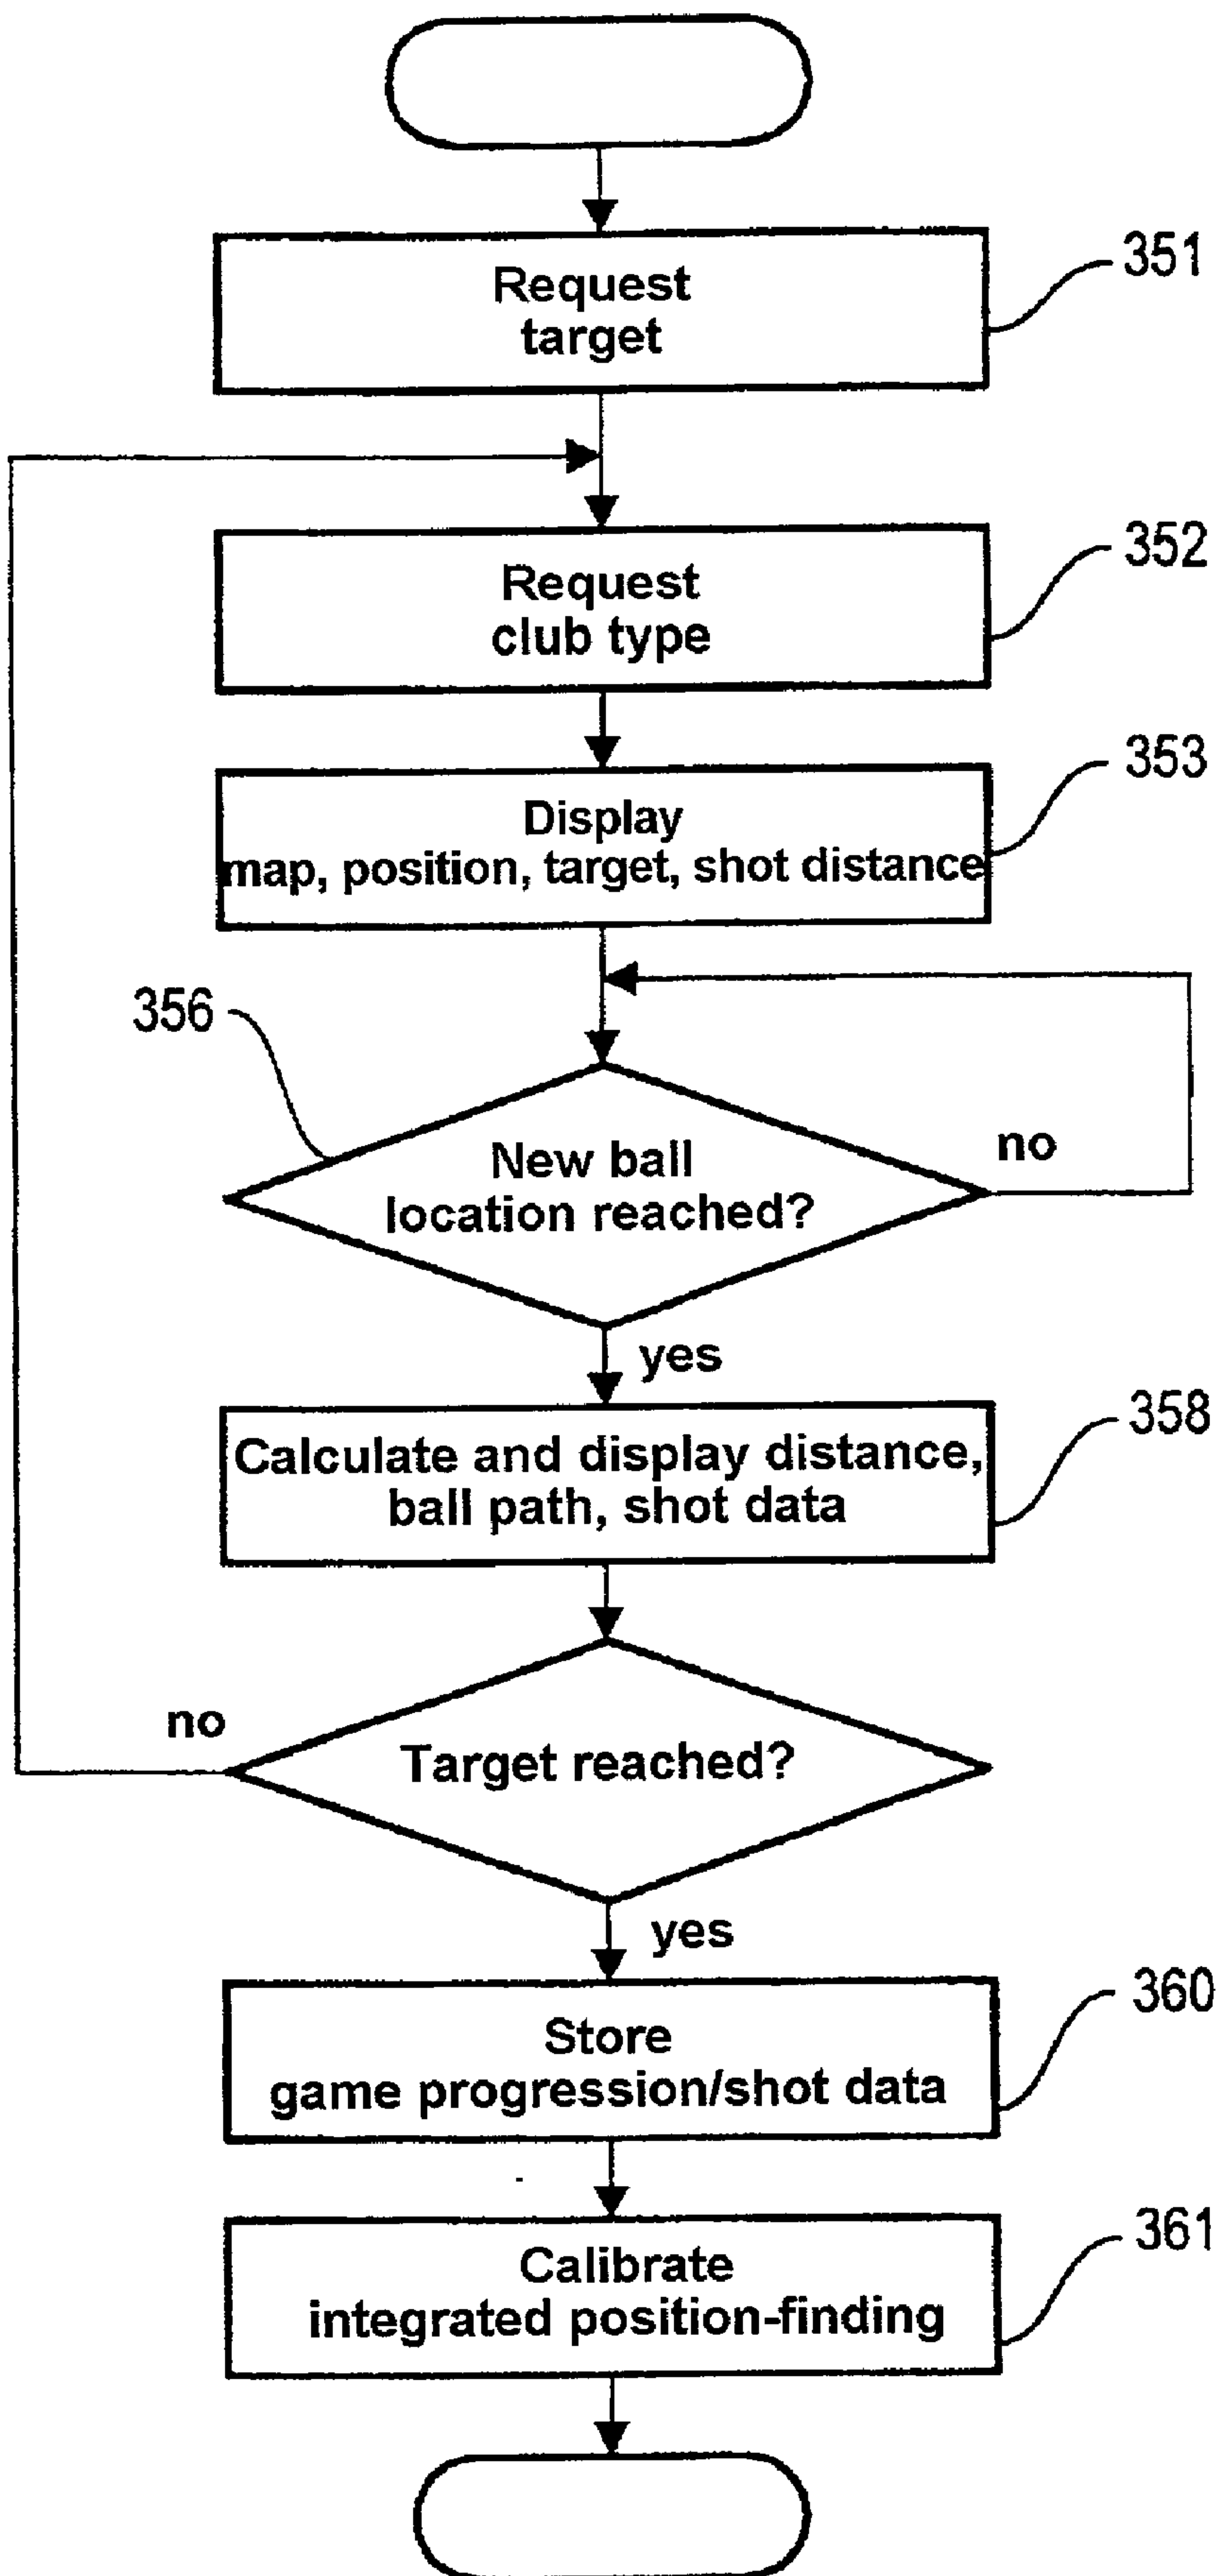 Request
target
351
Request
club type
352
Display
map, position, target, shot distance
353
356
New ball
location reached?
no
yes
Calculate and display distance,
ball path, shot data
358
no
Target reached?
yes
Store
game progression/shot data
360
Calibrate
integrated position-finding
361